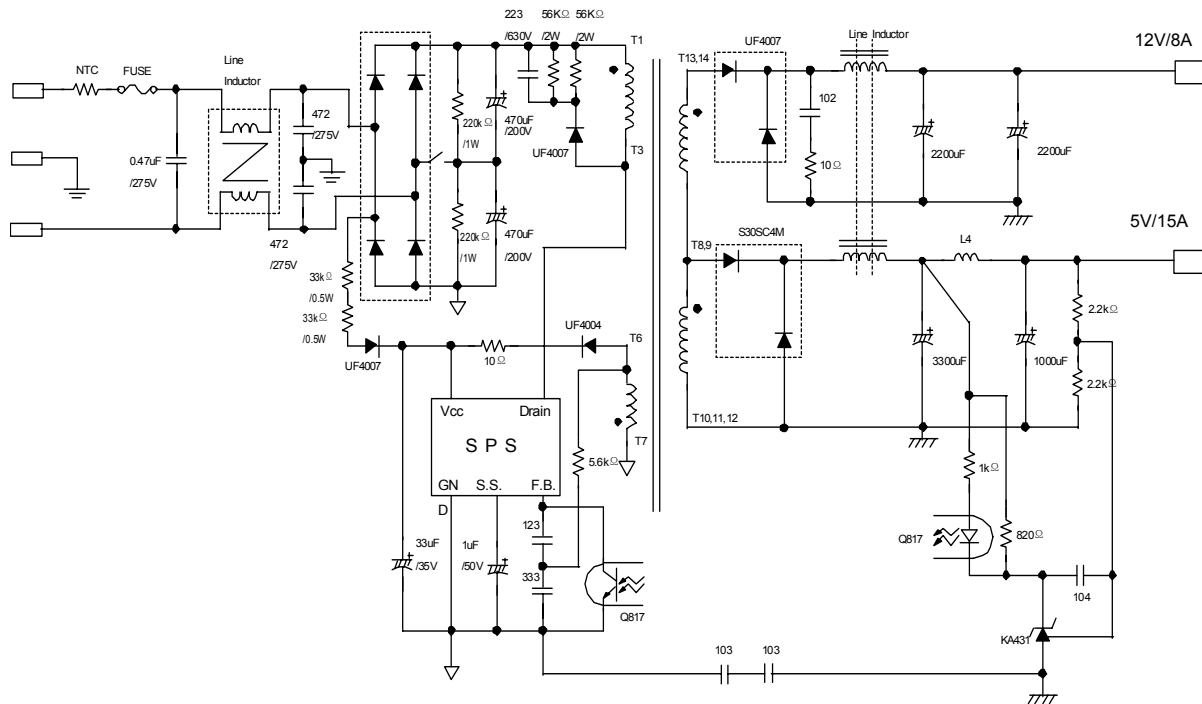 223
/630V
56KΩ
/2W
56KΩ
/2W
T1
NTC
FUSE
Line
Inductor
472
/275V
0.47uF
/275V
472
/275V
220kΩ
/1W
470uF
/200V
220kΩ
/1W
470uF
/200V
UF4007
T3
T13,14
UF4007
Line Inductor
12V/8A
102
10Ω
2200uF
2200uF
5V/15A
T8,9
S30SC4M
L4
33kΩ
/0.5W
33kΩ
/0.5W
UF4007
10Ω
UF4004
T6
T7
3300uF
1000uF
2.2kΩ
2.2kΩ
T10,11,12
Vcc
Drain
S P S
GN
D
S.S.
F.B.
5.6kΩ
33uF
/35V
1uF
/50V
123
333
Q817
1kΩ
Q817
820Ω
104
KA431
103
103